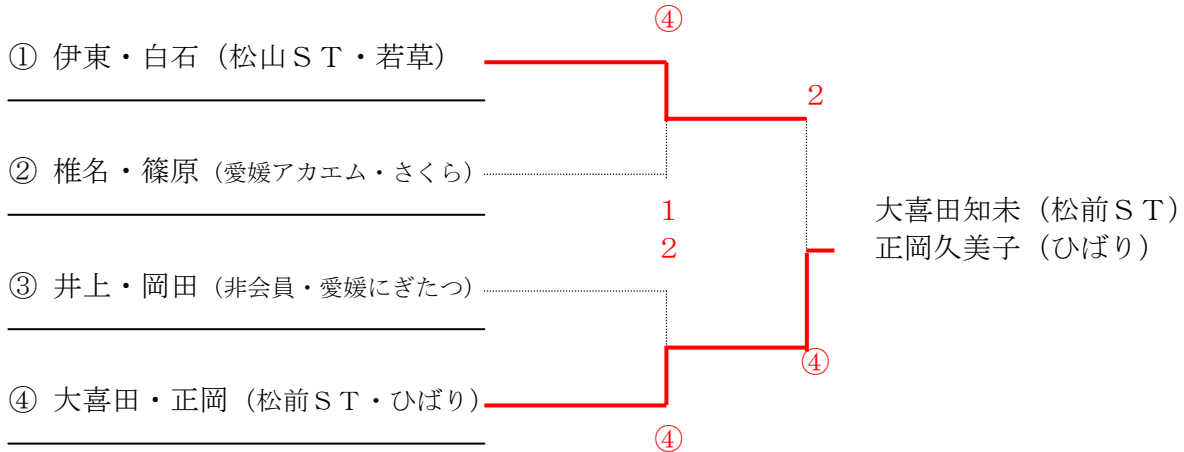 ④
① 伊東・白石（松山ＳＴ・若草）
２
② 椎名・篠原（愛媛アカエム・さくら）
１
大喜田知未（松前ＳＴ）
２
正岡久美子（ひばり）
③ 井上・岡田（非会員・愛媛にぎたつ）
④
④ 大喜田・正岡（松前ＳＴ・ひばり）
④